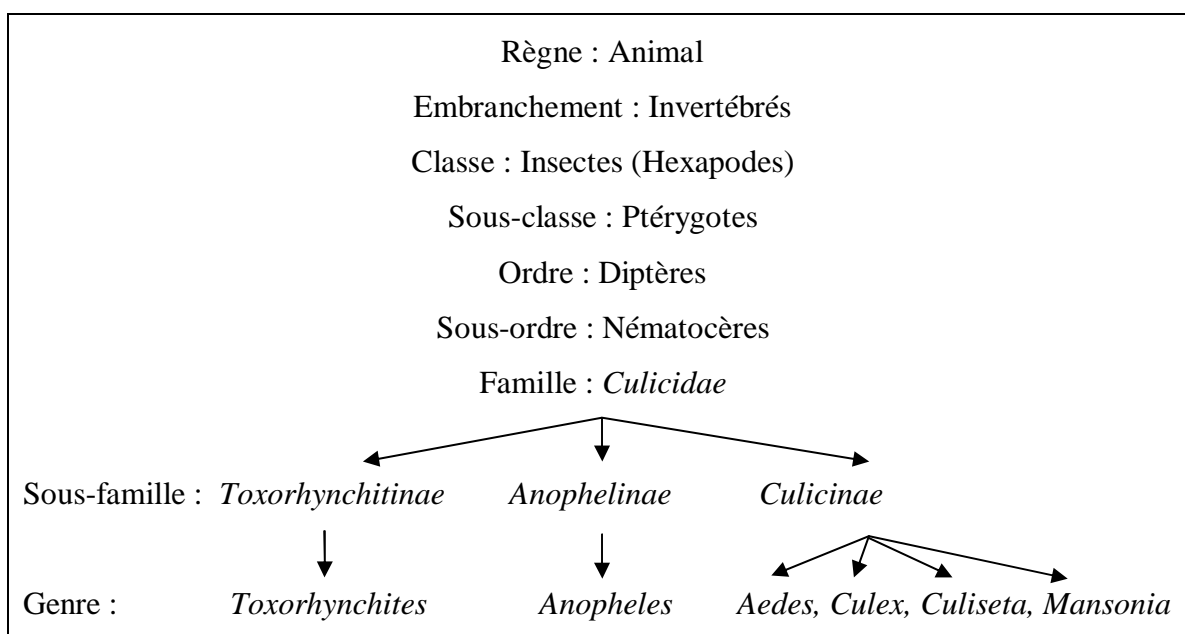 Règne : Animal
Embranchement : Invertébrés
Classe : Insectes (Hexapodes)
Sous-classe : Ptérygotes
Ordre : Diptères
Sous-ordre : Nématocères
Famille : Culicidae
Sous-famille : Toxorhynchitinae Anophelinae Culicinae
Genre : Toxorhynchites Anopheles Aedes, Culex, Culiseta, Mansonia